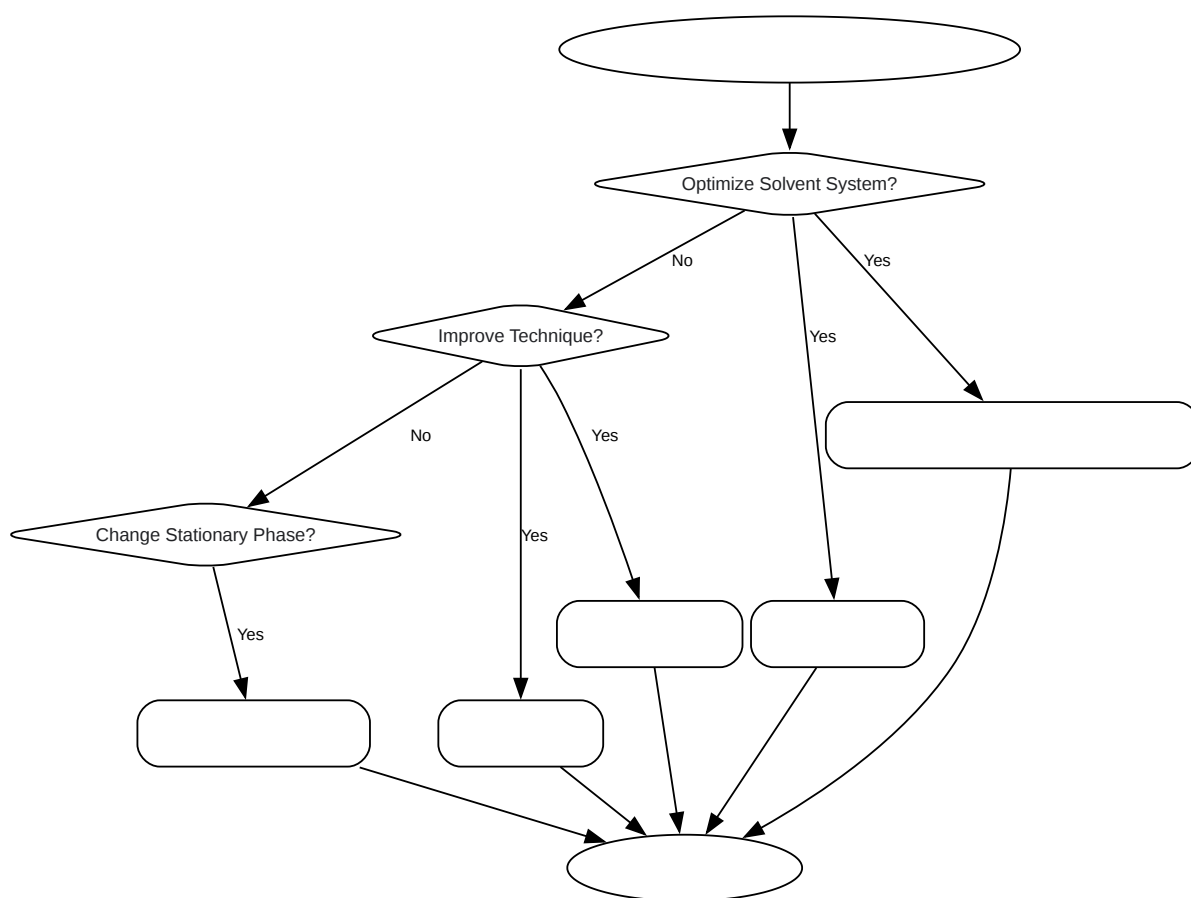 Optimize Solvent System?
No
Yes
Yes
Improve Technique?
No
Yes
Yes
Change Stationary Phase?
Yes